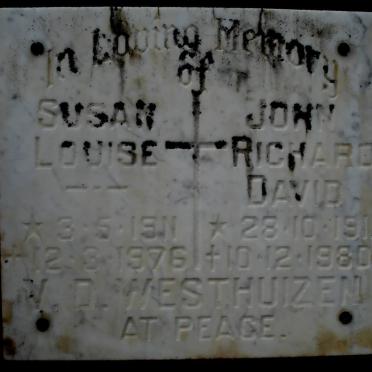 In Loving Memory
of
SUSAN JOHN
LOUISE RICHARD
DAVID
* 3·5·1911 * 28·10·191
†12·3·1976 †10·12·1980
V. D. WESTHUIZEN
AT PEACE.